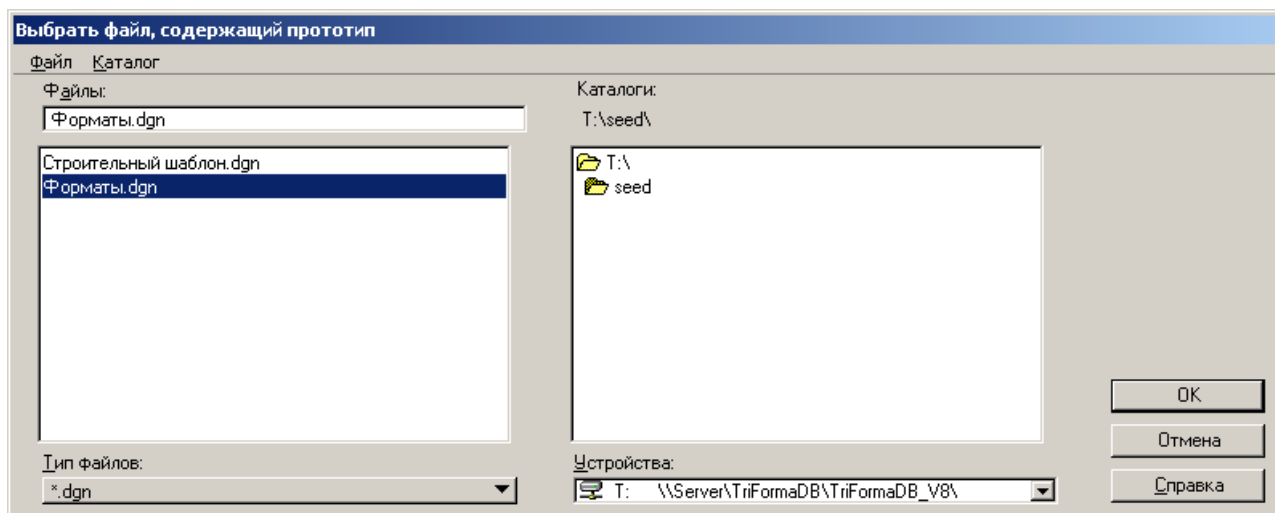 Выбрать файл, содержащий прототип
Файл Каталог
Файлы:
Форматы.dgn
Строительный шаблон.dgn
Форматы.dgn
Тип файлов:
*.dgn
Каталоги:
T:\seed\
T:\
seed
Устройства:
T: \\Server\TriFormaDB\TriFormaDB_V8\
OK
Отмена
Справка